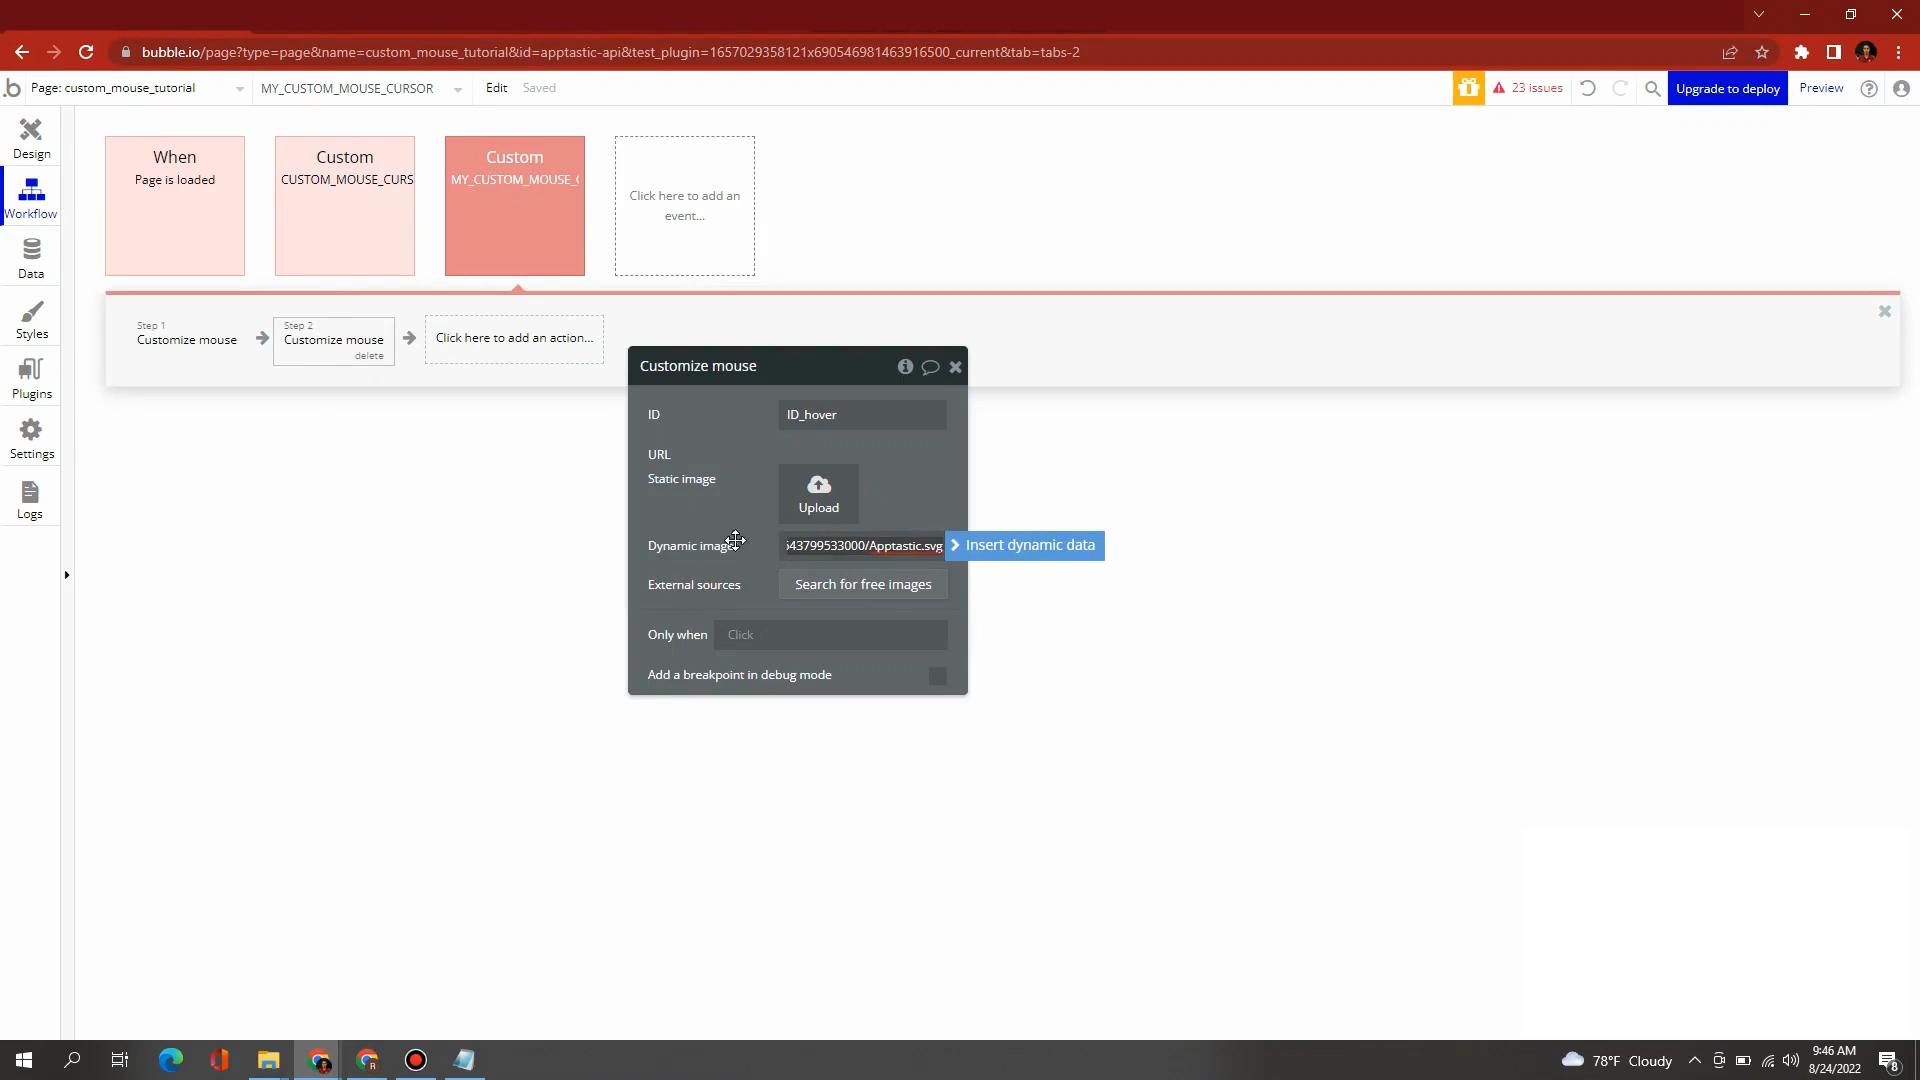 bubble.io/page?type=page&name=custom_mouse_tutorial&id=apptastic-api&test_plugin=1657029358121x690546981463916500_current&tab=tabs-2
.b Page: custom_mouse_tutorial MY_CUSTOM_MOUSE_CURSOR Edit Saved 23 issues Upgrade to deploy Preview
Design
Workflow
Data
Styles
Plugins
Settings
Logs
When
Page is loaded
Custom
CUSTOM_MOUSE_CURS
Custom
MY_CUSTOM_MOUSE_C
Click here to add an
event...
Step 1
Customize mouse
Step 2
Customize mouse
delete
Click here to add an action...
Customize mouse
ID ID_hover
URL
Static image
Upload
Dynamic image 543799533000/Apptastic.svg Insert dynamic data
External sources Search for free images
Only when Click
Add a breakpoint in debug mode
78°F Cloudy
9:46 AM
8/24/2022
8